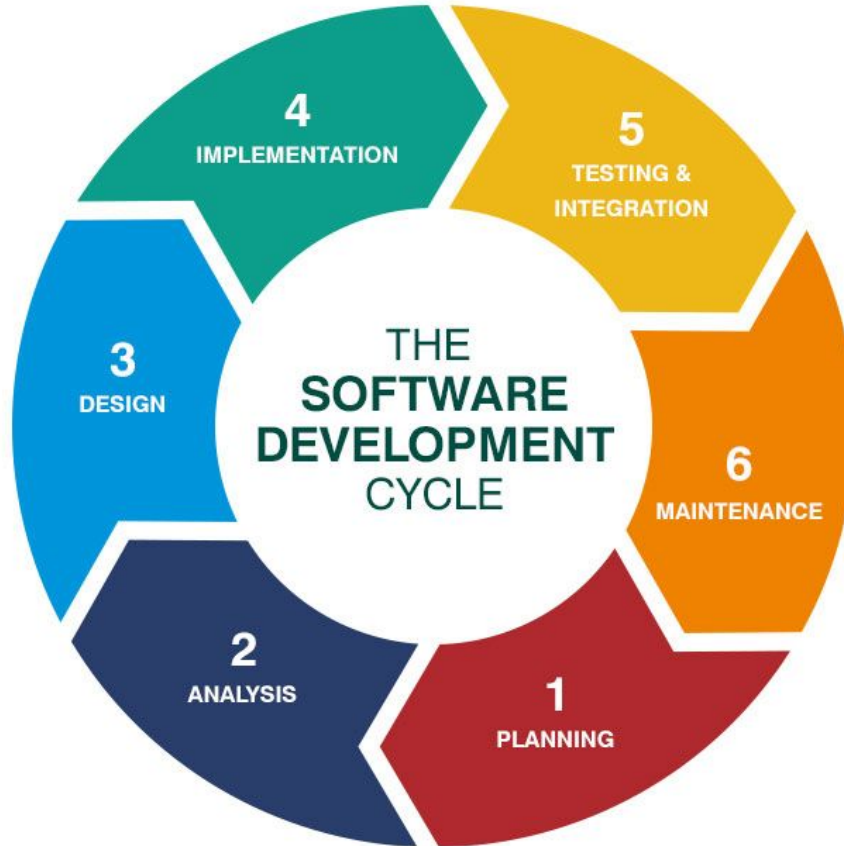 THE
SOFTWARE
DEVELOPMENT
CYCLE
1
PLANNING
2
ANALYSIS
3
DESIGN
4
IMPLEMENTATION
5
TESTING &
INTEGRATION
6
MAINTENANCE